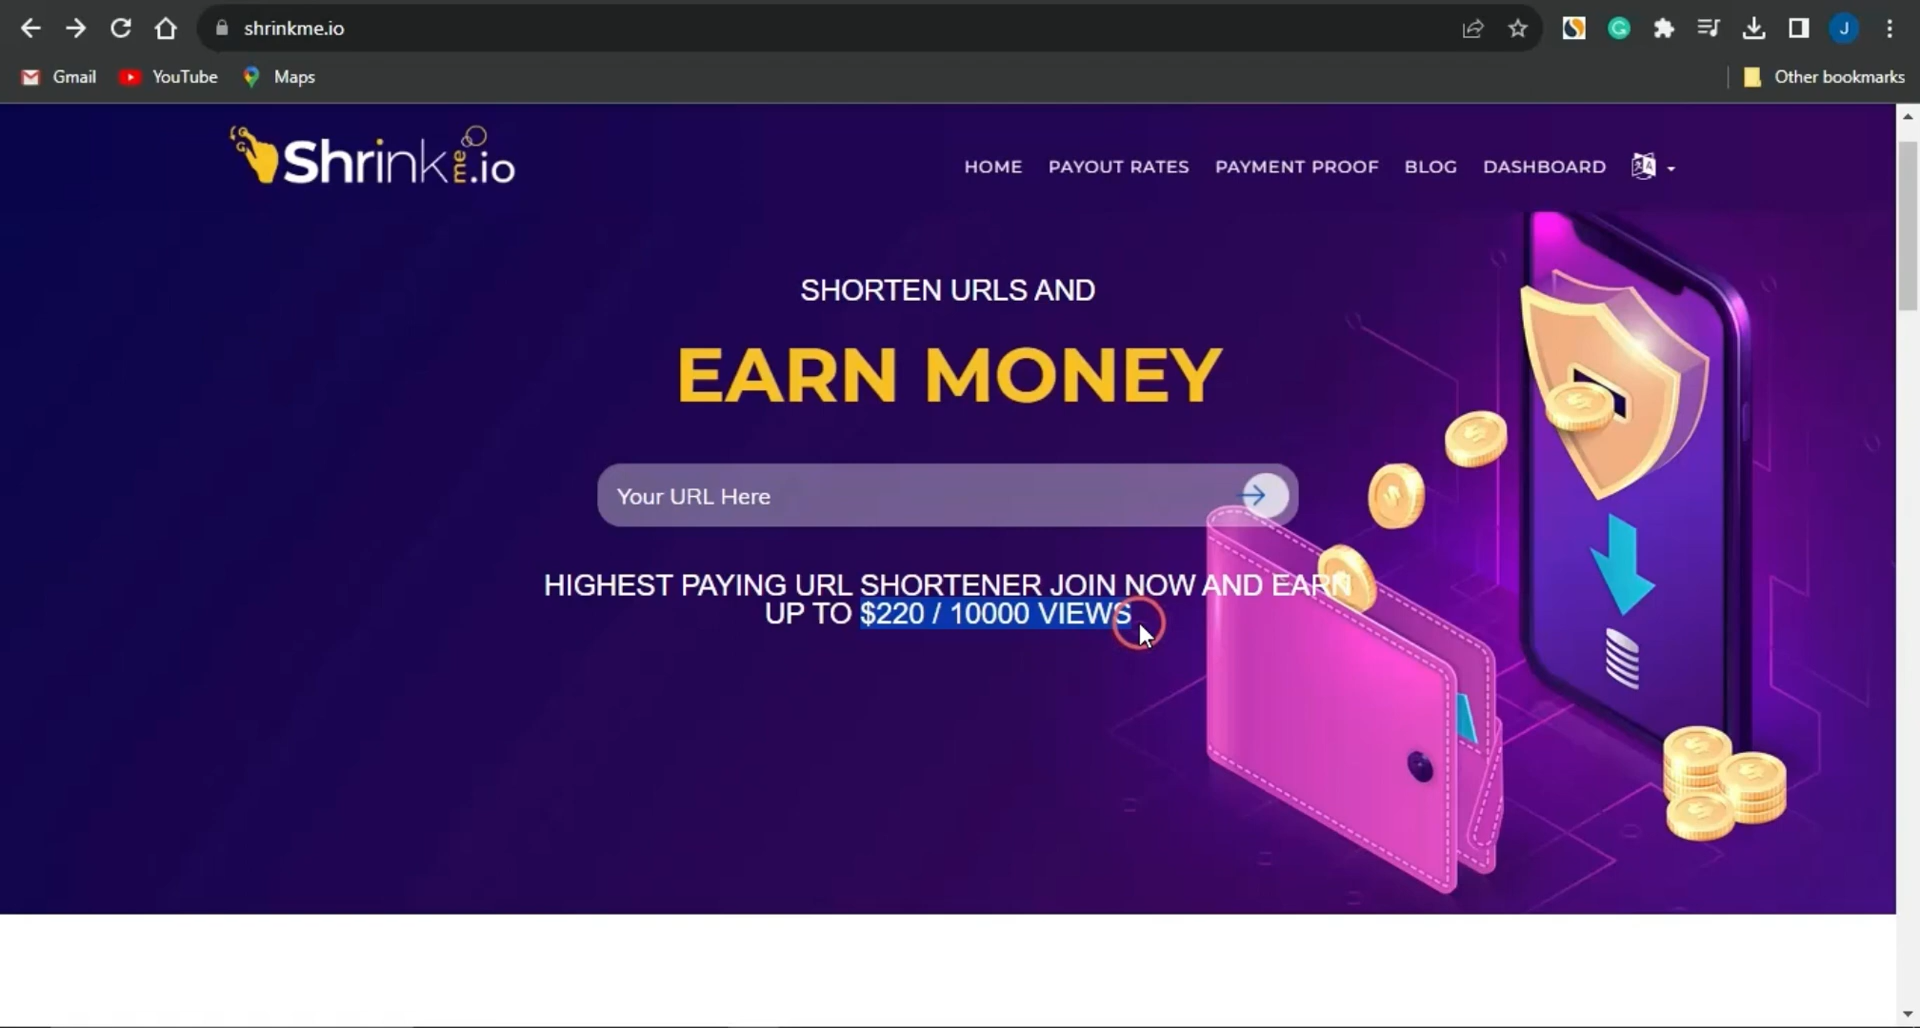 shrinkme.io
J
Gmail
YouTube
Maps
Other bookmarks
Shrinkme.io
HOME
PAYOUT RATES
PAYMENT PROOF
BLOG
DASHBOARD
SHORTEN URLS AND
EARN MONEY
Your URL Here
HIGHEST PAYING URL SHORTENER JOIN NOW AND EARN
UP TO $220 / 10000 VIEWS